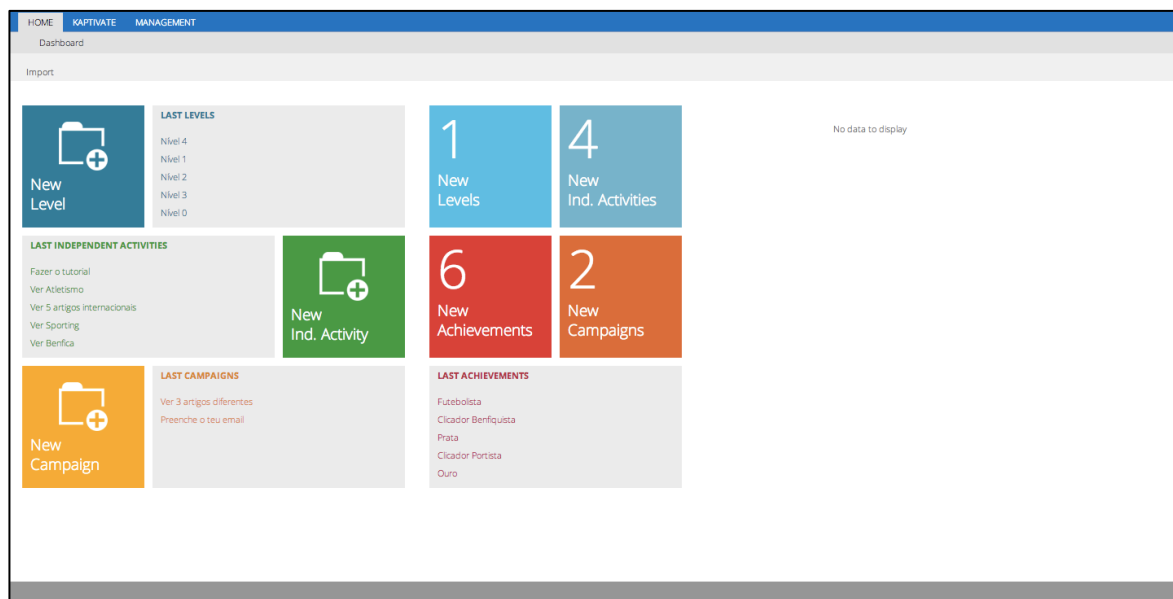 HOME KAPTIVATE MANAGEMENT
Dashboard
Import
New
Level
LAST LEVELS
Nível 4
Nível 1
Nível 2
Nível 3
Nível 0
1
New
Levels
4
New
Ind. Activities
No data to display
LAST INDEPENDENT ACTIVITIES
Fazer o tutorial
Ver Atletismo
Ver 5 artigos internacionais
Ver Sporting
Ver Benfica
New
Ind. Activity
6
New
Achievements
2
New
Campaigns
New
Campaign
LAST CAMPAIGNS
Ver 3 artigos diferentes
Preenche o teu email
LAST ACHIEVEMENTS
Futebolista
Clicador Benfiquista
Prata
Clicador Portista
Ouro